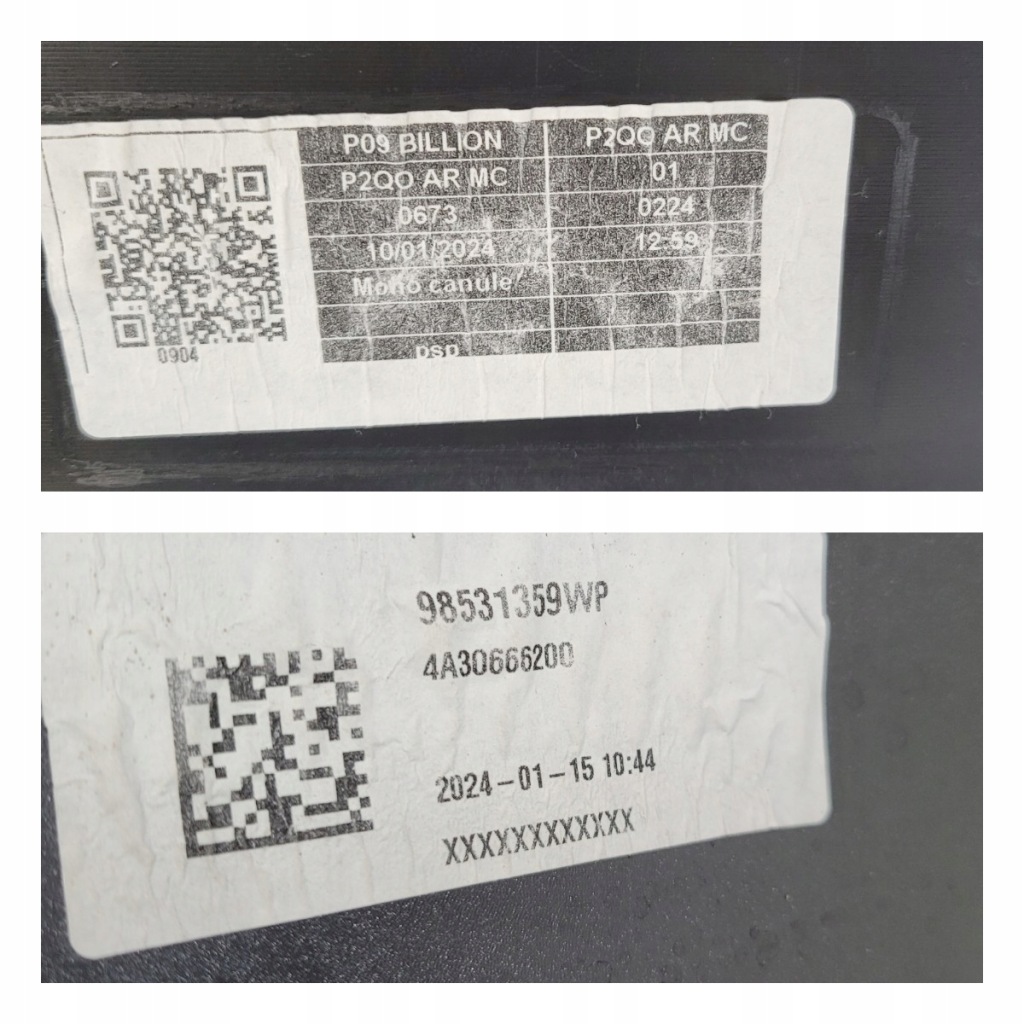 P09 BILLION P2QO AR MC
P2QO AR MC 01
0673 0224
10/01/2024 12:59
Mono canule
DSD
0904
98531359WP
4A30666200
2024-01-15 10:44
XXXXXXXXXXXX